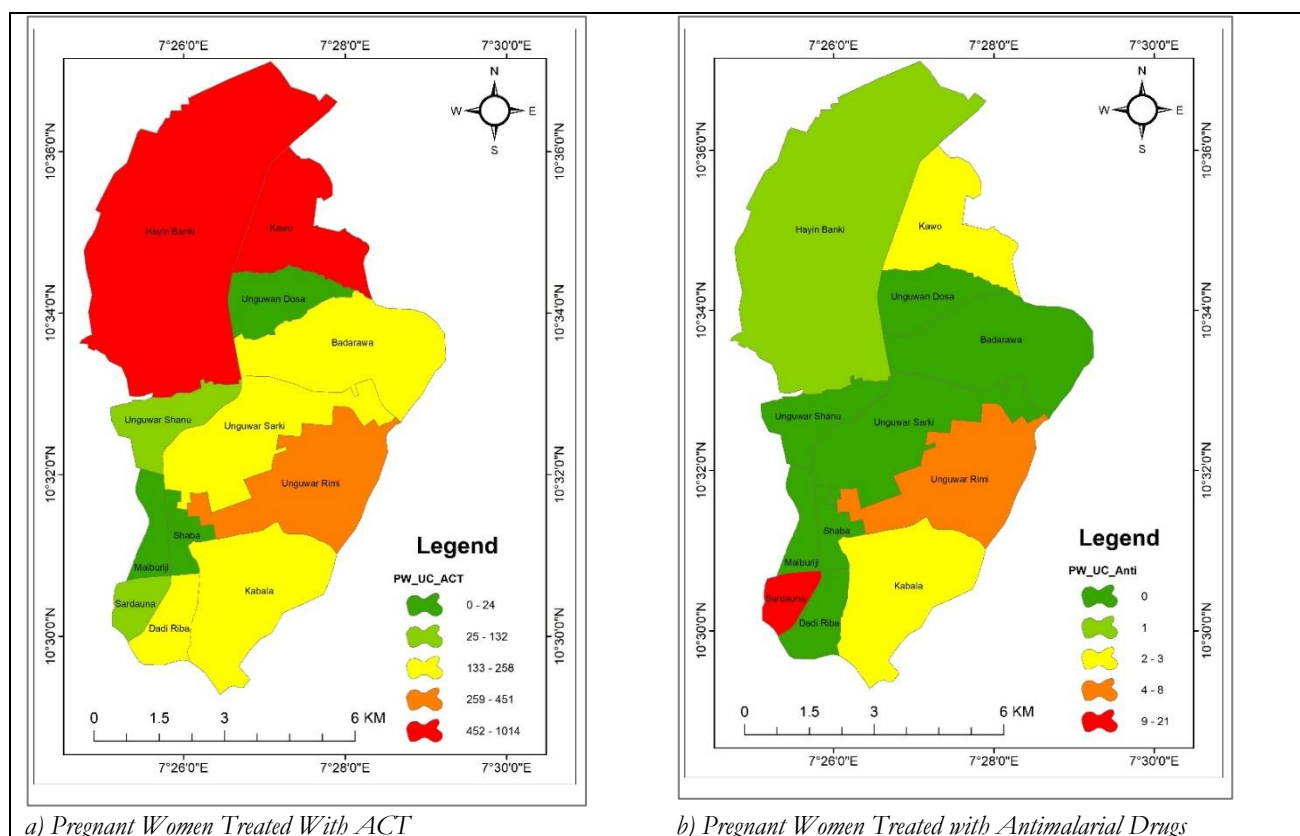 7°26'0"E 7°28'0"E 7°30'0"E
N
W E
S
10°36'0"N 10°36'0"N
Hayin Banki
Kawo
Unguwan Dosa
10°34'0"N 10°34'0"N
Badarawa
Unguwar Shanu
Unguwar Sarki
10°32'0"N 10°32'0"N
Unguwar Rimi
Shaba
Maiburiji
Kabala
Sardauna
Dadi Riba
10°30'0"N 10°30'0"N
Legend
PW_UC_ACT
0 - 24
25 - 132
133 - 258
259 - 451
452 - 1014
0 1.5 3 6 KM
7°26'0"E 7°28'0"E 7°30'0"E
a) Pregnant Women Treated With ACT
7°26'0"E 7°28'0"E 7°30'0"E
N
W E
S
10°36'0"N 10°36'0"N
Hayin Banki
Kawo
Unguwan Dosa
10°34'0"N 10°34'0"N
Badarawa
Unguwar Shanu
Unguwar Sarki
10°32'0"N 10°32'0"N
Unguwar Rimi
Shaba
Maiburiji
Kabala
Sardauna
Dadi Riba
10°30'0"N 10°30'0"N
Legend
PW_UC_Anti
0
1
2 - 3
4 - 8
9 - 21
0 1.5 3 6 KM
7°26'0"E 7°28'0"E 7°30'0"E
b) Pregnant Women Treated with Antimalarial Drugs